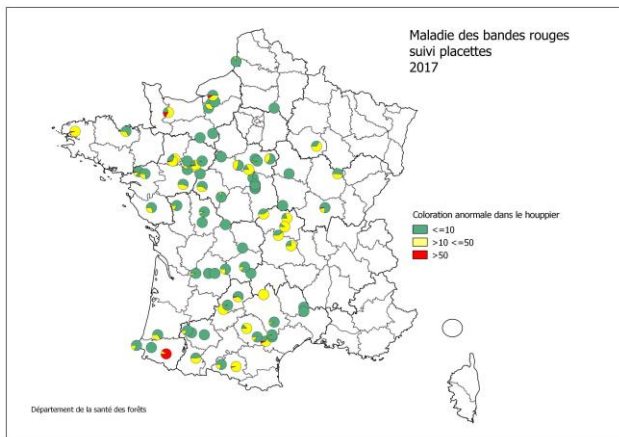 Maladie des bandes rouges
suivi placettes
2017
Coloration anormale dans le houppier
<=10
>10 <=50
>50
Département de la santé des forêts